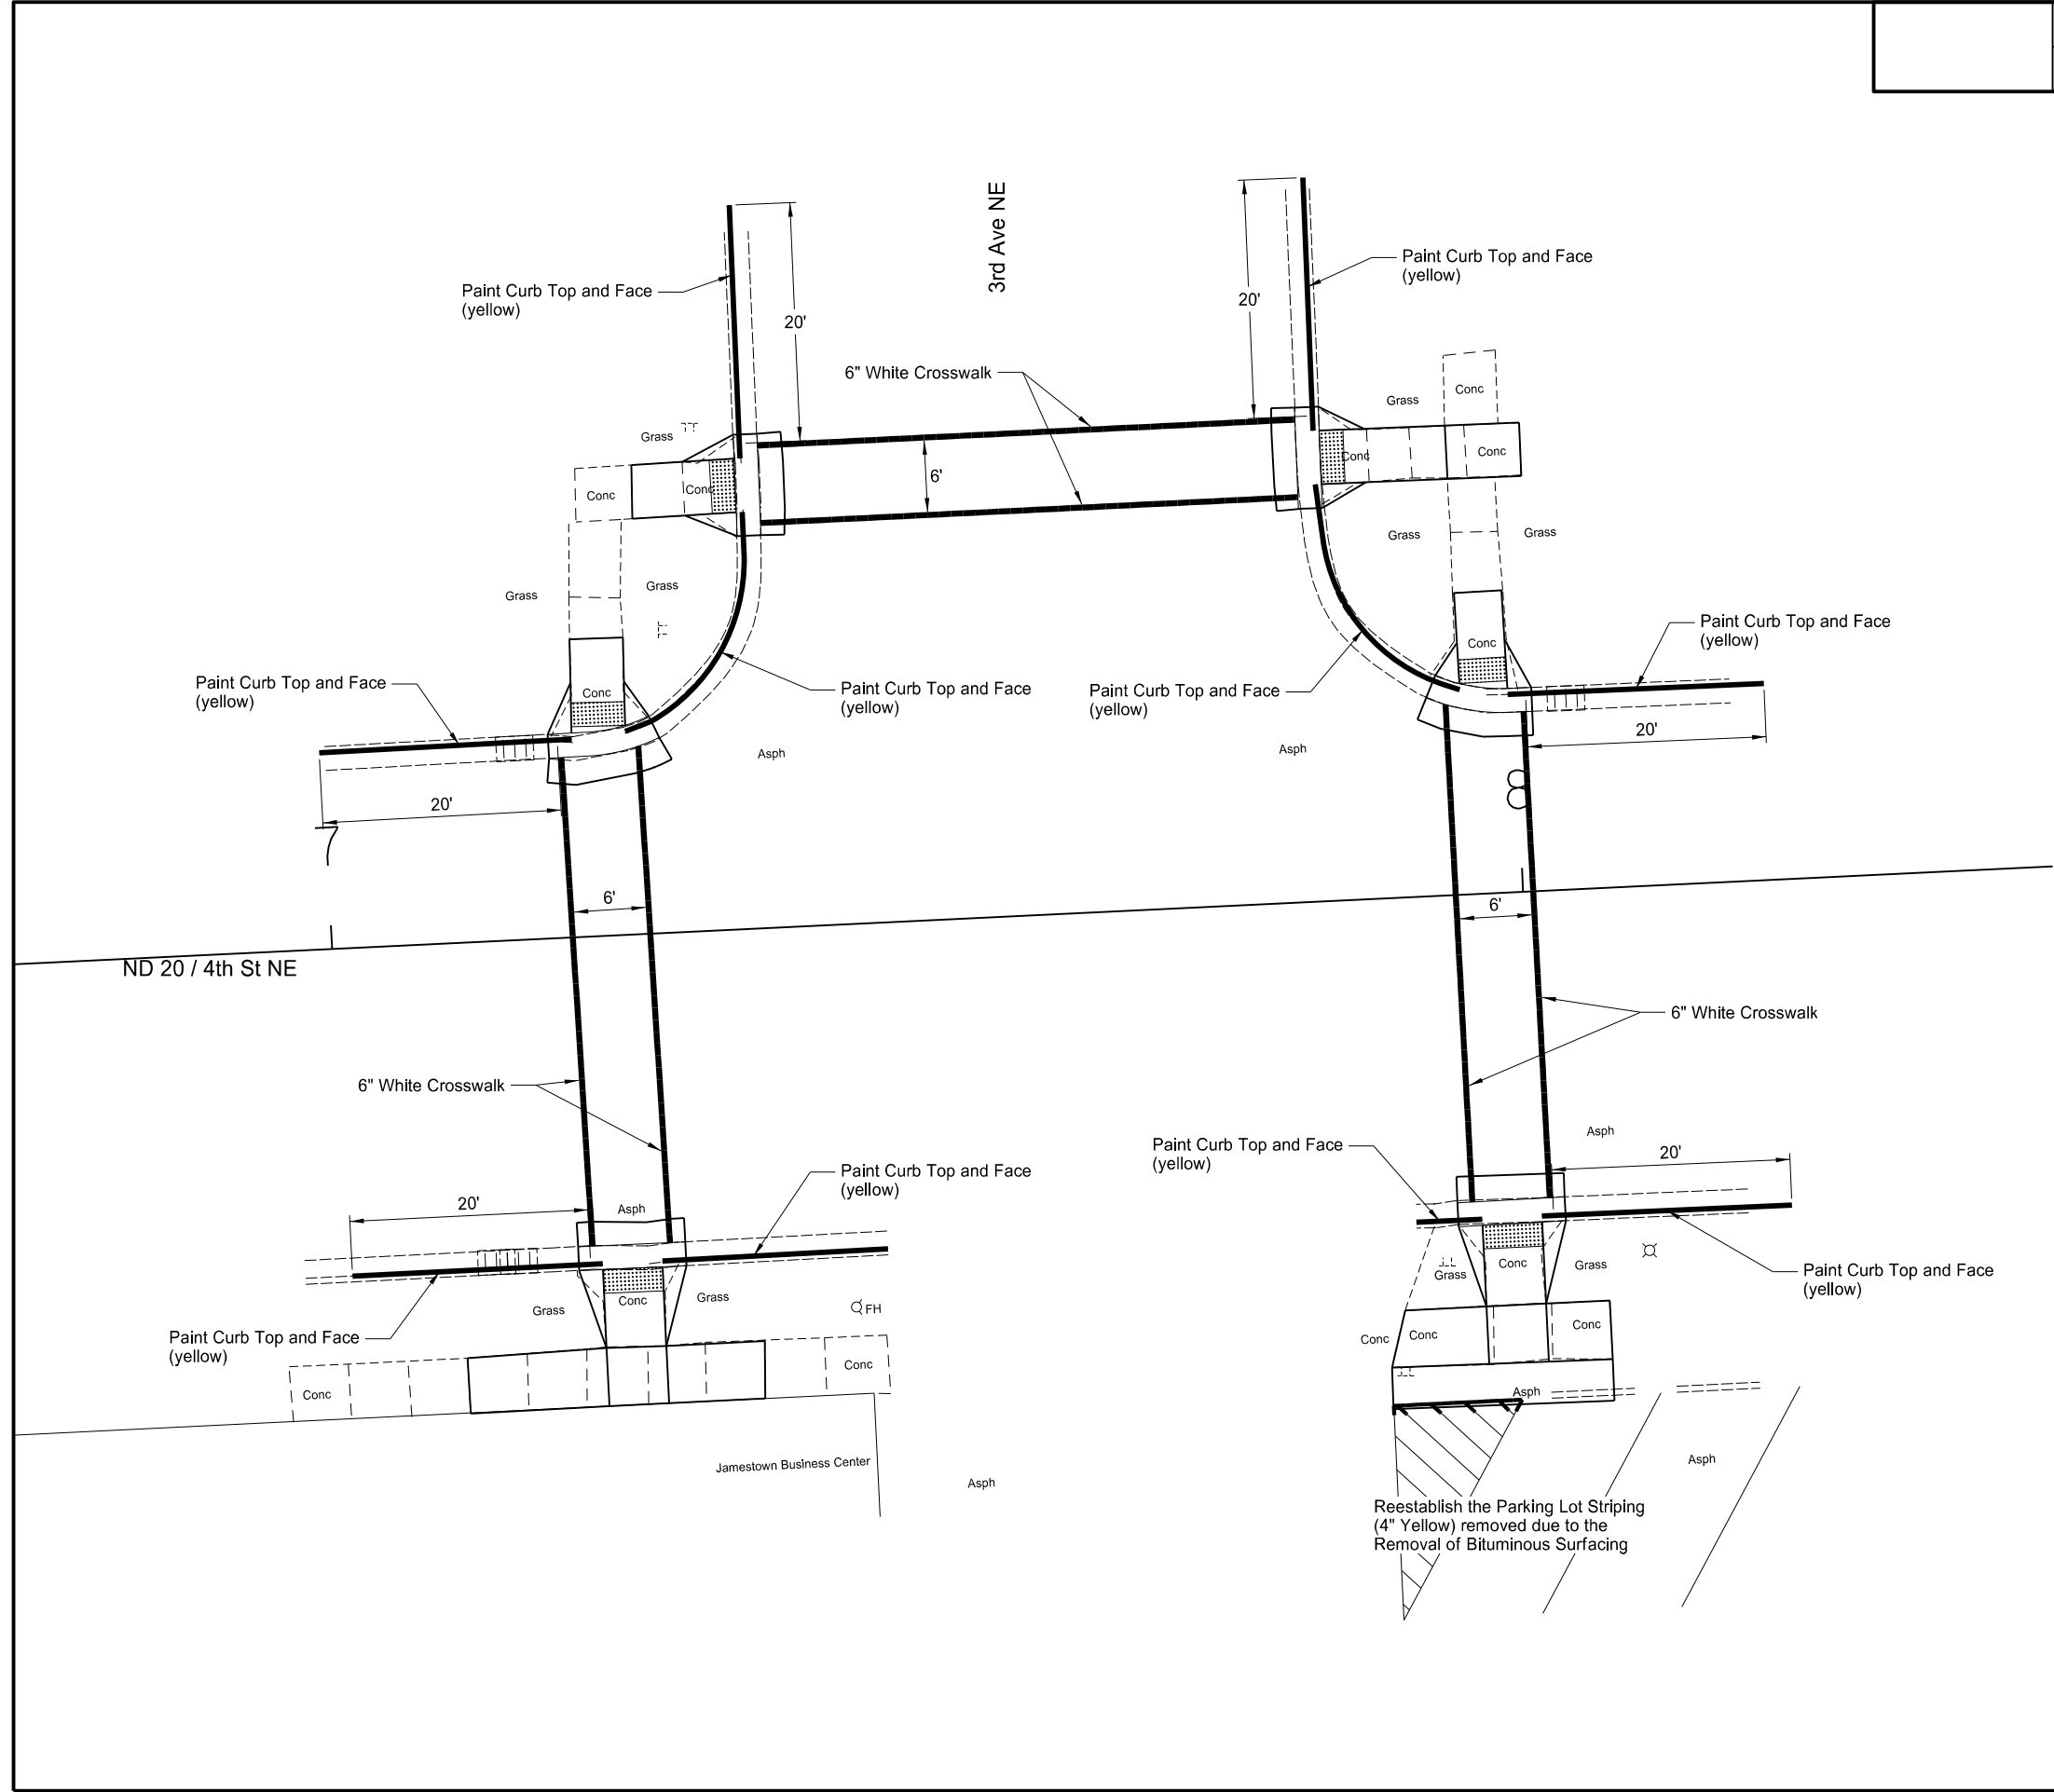 3rd Ave NE
Paint Curb Top and Face
(yellow)
20'
20'
Paint Curb Top and Face
(yellow)
6" White Crosswalk
6'
Grass
Conc
Conc
Grass
Conc
Conc
Conc
Grass
Grass
Grass
Grass
Grass
Conc
Paint Curb Top and Face
(yellow)
Conc
Paint Curb Top and Face
(yellow)
Paint Curb Top and Face
(yellow)
Paint Curb Top and Face
(yellow)
Asph
Asph
20'
20'
7
8
6'
6'
ND 20 / 4th St NE
6" White Crosswalk
6" White Crosswalk
Paint Curb Top and Face
(yellow)
Asph
20'
Paint Curb Top and Face
(yellow)
20'
Asph
Grass
Conc
Grass
Grass
Conc
Grass
Paint Curb Top and Face
(yellow)
FH
Paint Curb Top and Face
(yellow)
Conc
Conc
Conc
Conc
Conc
Asph
Jamestown Business Center
Asph
Asph
Reestablish the Parking Lot Striping
(4" Yellow) removed due to the
Removal of Bituminous Surfacing